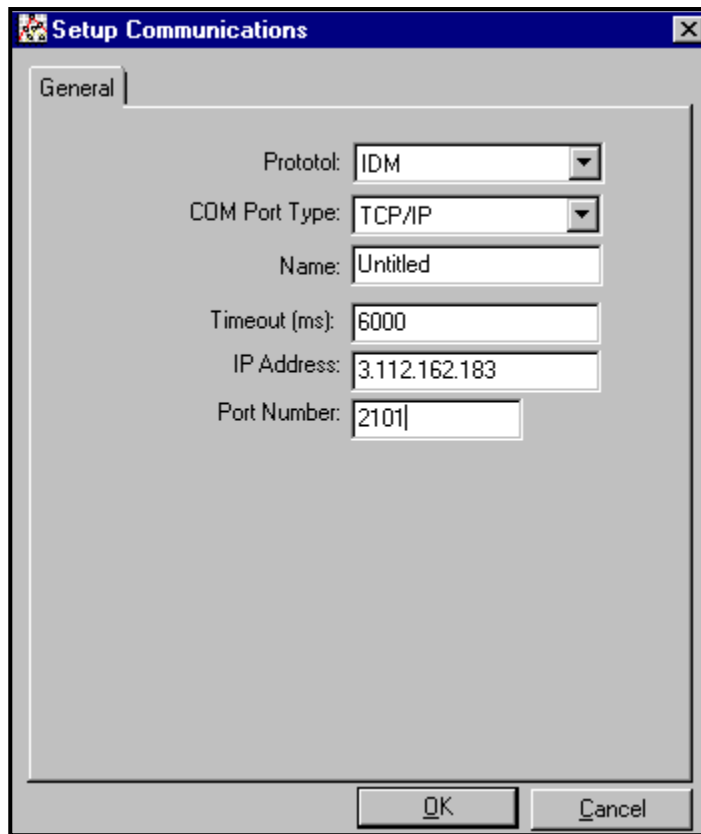 Setup Communications
General
Prototol: IDM
COM Port Type: TCP/IP
Name: Untitled
Timeout (ms): 6000
IP Address: 3.112.162.183
Port Number: 2101
OK Cancel